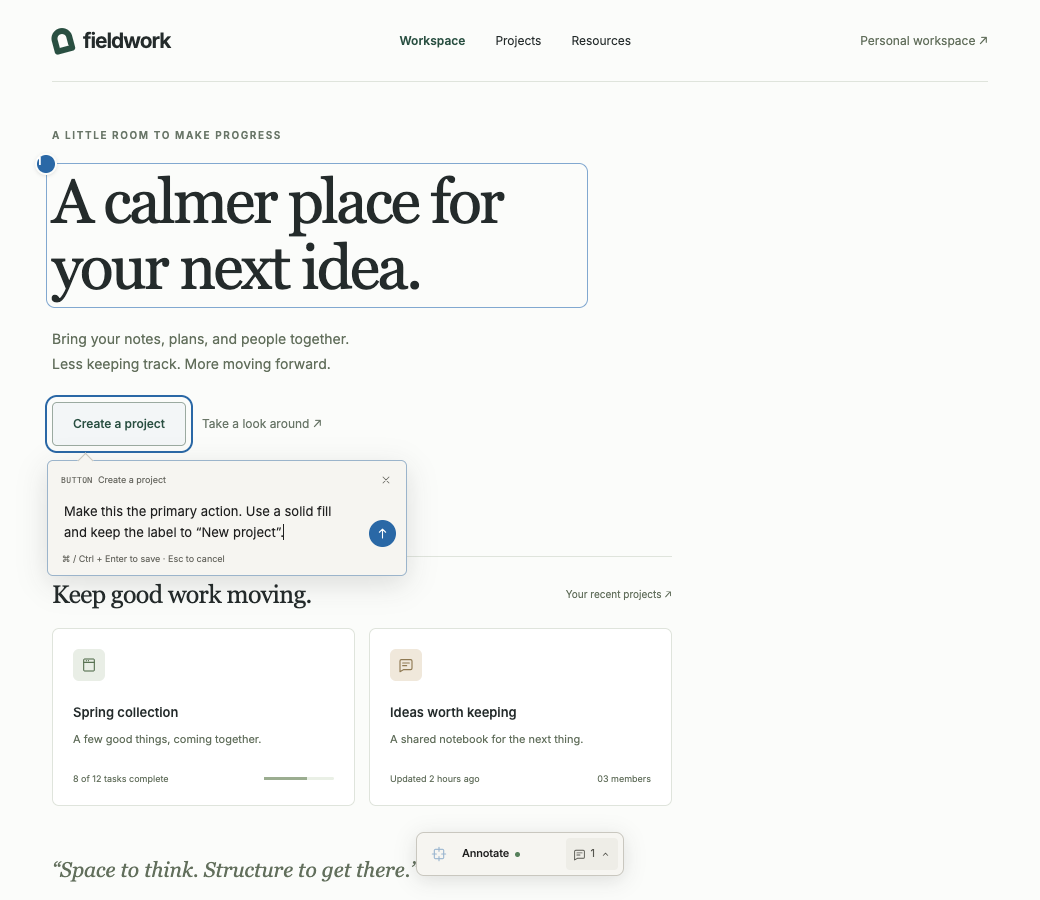 fieldwork
Workspace
Projects
Resources
Personal workspace ↗
A LITTLE ROOM TO MAKE PROGRESS
A calmer place for
your next idea.
Bring your notes, plans, and people together.
Less keeping track. More moving forward.
Create a project
Take a look around ↗
BUTTON Create a project
Make this the primary action. Use a solid fill
and keep the label to “New project”.
⌘ / Ctrl + Enter to save · Esc to cancel
Keep good work moving.
Your recent projects ↗
Spring collection
A few good things, coming together.
8 of 12 tasks complete
Ideas worth keeping
A shared notebook for the next thing.
Updated 2 hours ago
03 members
“Space to think. Structure to get there.”
Annotate
1